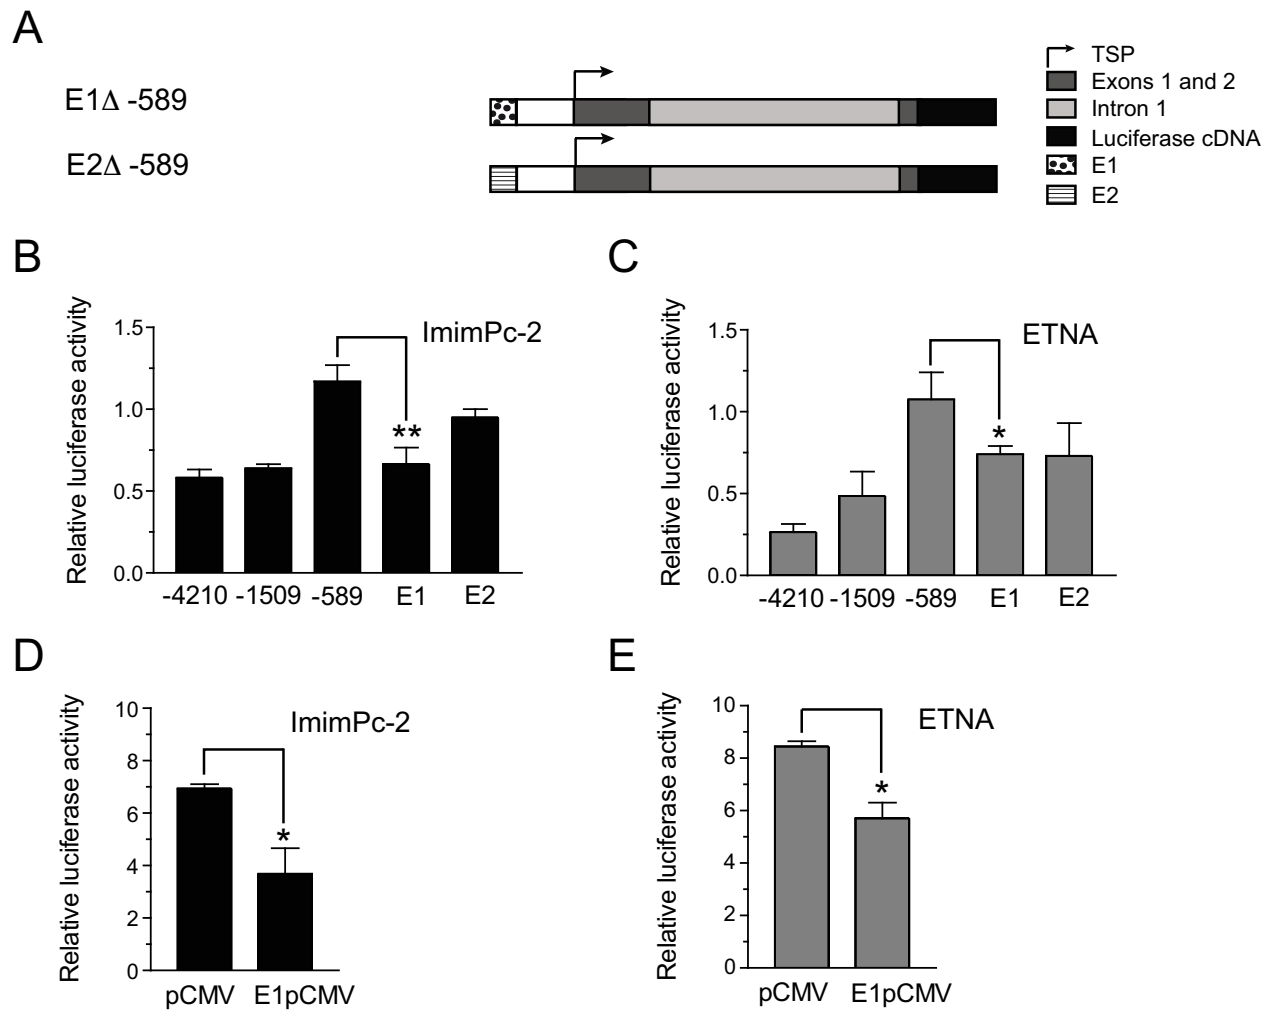 A
E1Δ -589
E2Δ -589
TSP
Exons 1 and 2
Intron 1
Luciferase cDNA
E1
E2
B
Relative luciferase activity
ImimPc-2
1.5
1.0
0.5
0.0
**
-4210 -1509 -589 E1 E2
C
Relative luciferase activity
ETNA
1.5
1.0
0.5
0.0
*
-4210 -1509 -589 E1 E2
D
Relative luciferase activity
ImimPc-2
10
8
6
4
2
0
*
pCMV E1pCMV
E
Relative luciferase activity
ETNA
10
8
6
4
2
0
*
pCMV E1pCMV